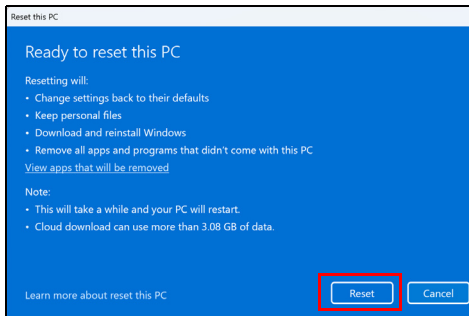 Reset this PC
Ready to reset this PC
Resetting will:
• Change settings back to their defaults
• Keep personal files
• Download and reinstall Windows
• Remove all apps and programs that didn't come with this PC
View apps that will be removed
Note:
• This will take a while and your PC will restart.
• Cloud download can use more than 3.08 GB of data.
Learn more about reset this PC
Reset
Cancel